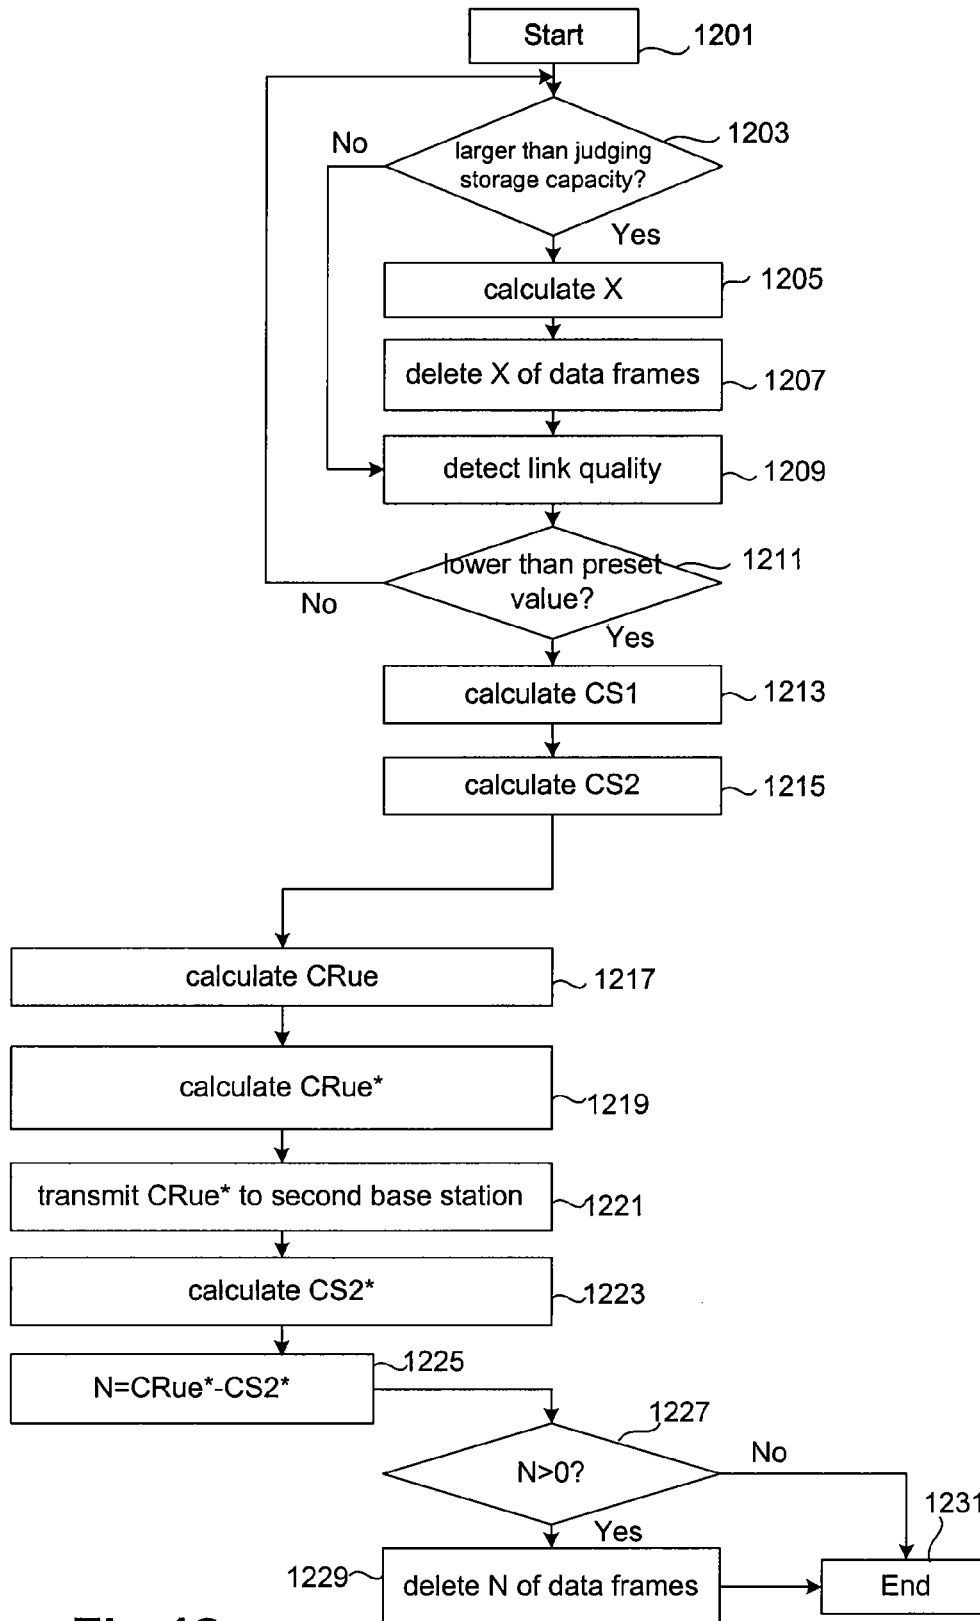 Start
1201
No
larger than judging
storage capacity?
1203
Yes
calculate X
1205
delete X of data frames
1207
detect link quality
1209
lower than preset
value?
1211
No
Yes
calculate CS1
1213
calculate CS2
1215
calculate CRue
1217
calculate CRue*
1219
transmit CRue* to second base station
1221
calculate CS2*
1223
N=CRue*-CS2*
1225
1227
N>0?
No
Yes
1231
1229
delete N of data frames
End